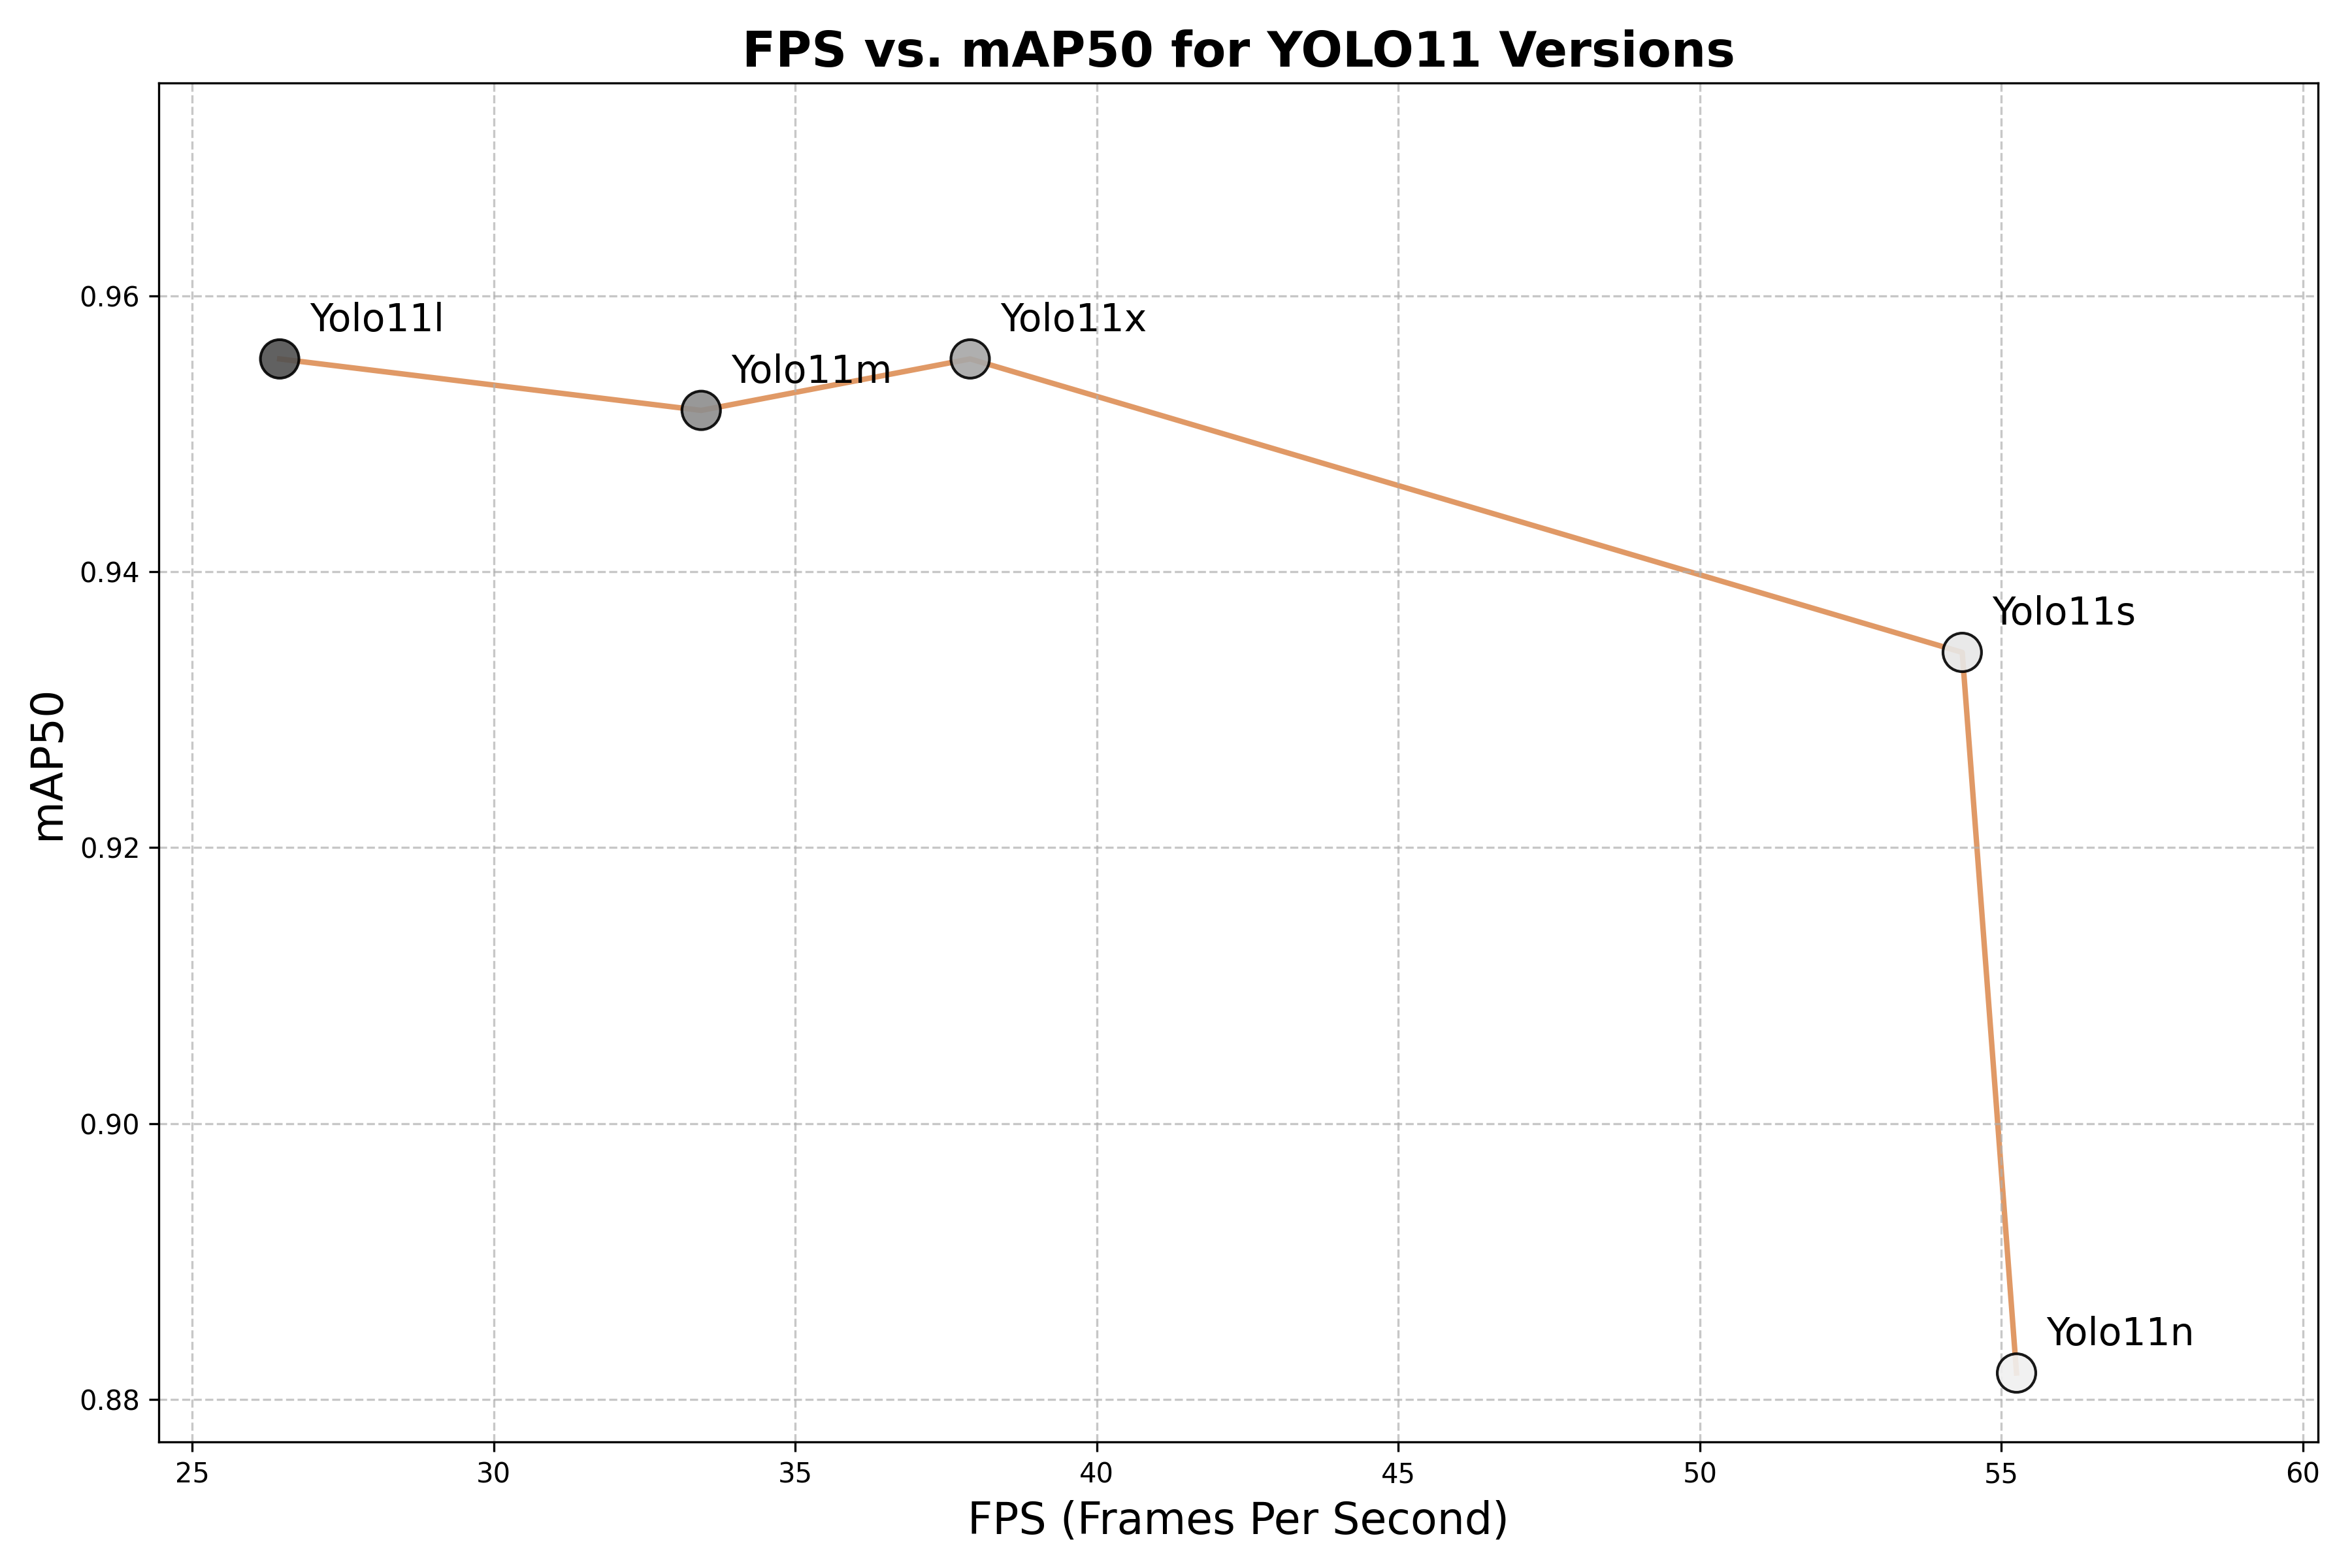 FPS vs. mAP50 for YOLO11 Versions
mAP50
0.96
0.94
0.92
0.90
0.88
Yolo11l
Yolo11m
Yolo11x
Yolo11s
Yolo11n
25 30 35 40 45 50 55 60
FPS (Frames Per Second)